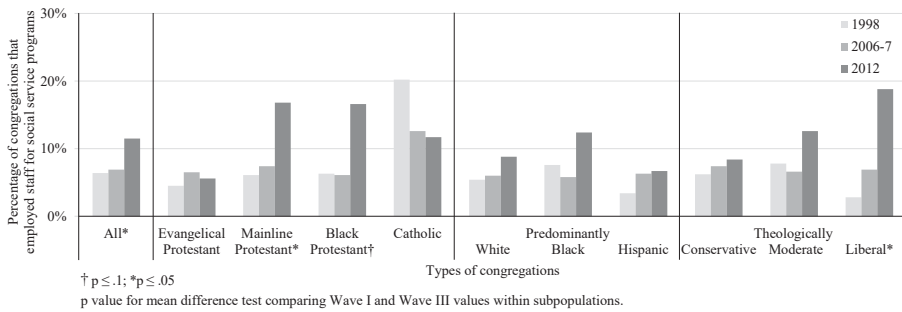 Percentage of congregations that
employed staff for social service programs
30%
20%
10%
0%
1998
2006-7
2012
All*
Evangelical
Protestant
Mainline
Protestant*
Black
Protestant†
Catholic
Predominantly
White
Black
Hispanic
Theologically
Conservative
Moderate
Liberal*
Types of congregations
† p ≤ .1; *p ≤ .05
p value for mean difference test comparing Wave I and Wave III values within subpopulations.